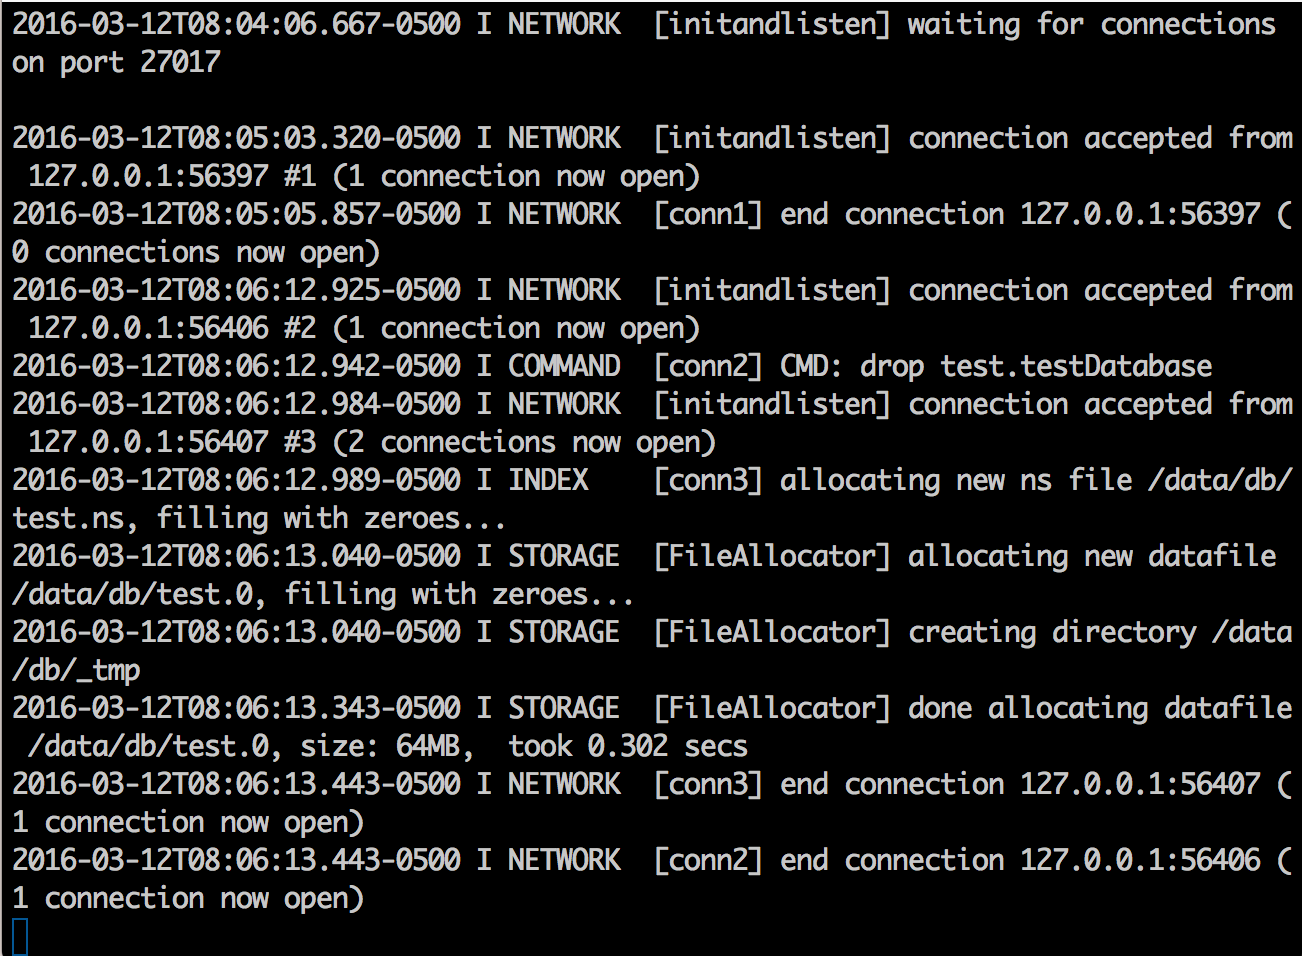 2016-03-12T08:04:06.667-0500 I NETWORK  [initandlisten] waiting for connections
on port 27017
2016-03-12T08:05:03.320-0500 I NETWORK  [initandlisten] connection accepted from
 127.0.0.1:56397 #1 (1 connection now open)
2016-03-12T08:05:05.857-0500 I NETWORK  [conn1] end connection 127.0.0.1:56397 (
0 connections now open)
2016-03-12T08:06:12.925-0500 I NETWORK  [initandlisten] connection accepted from
 127.0.0.1:56406 #2 (1 connection now open)
2016-03-12T08:06:12.942-0500 I COMMAND  [conn2] CMD: drop test.testDatabase
2016-03-12T08:06:12.984-0500 I NETWORK  [initandlisten] connection accepted from
 127.0.0.1:56407 #3 (2 connections now open)
2016-03-12T08:06:12.989-0500 I INDEX    [conn3] allocating new ns file /data/db/
test.ns, filling with zeroes...
2016-03-12T08:06:13.040-0500 I STORAGE  [FileAllocator] allocating new datafile
/data/db/test.0, filling with zeroes...
2016-03-12T08:06:13.040-0500 I STORAGE  [FileAllocator] creating directory /data
/db/_tmp
2016-03-12T08:06:13.343-0500 I STORAGE  [FileAllocator] done allocating datafile
 /data/db/test.0, size: 64MB,  took 0.302 secs
2016-03-12T08:06:13.443-0500 I NETWORK  [conn3] end connection 127.0.0.1:56407 (
1 connection now open)
2016-03-12T08:06:13.443-0500 I NETWORK  [conn2] end connection 127.0.0.1:56406 (
1 connection now open)